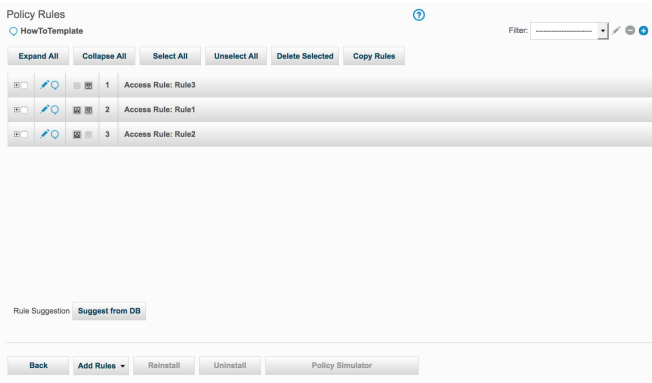 Policy Rules
HowToTemplate
Filter: ----------------------
Expand All Collapse All Select All Unselect All Delete Selected Copy Rules
1 Access Rule: Rule3
2 Access Rule: Rule1
3 Access Rule: Rule2
Rule Suggestion Suggest from DB
Back Add Rules Reinstall Uninstall Policy Simulator